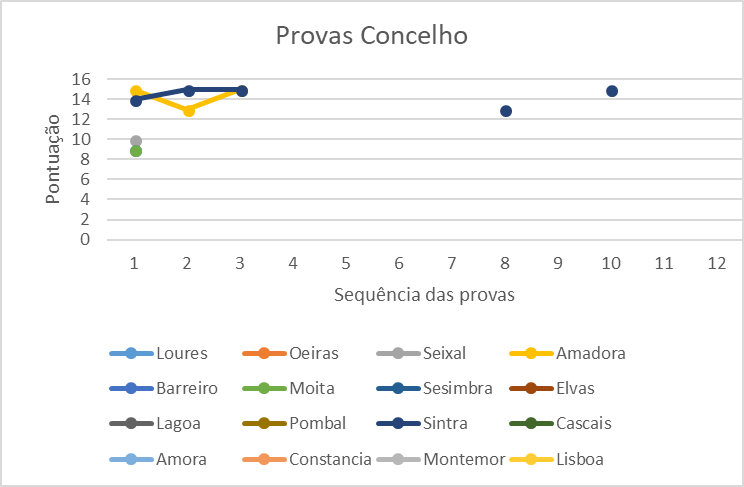 Provas Concelho
16
14
12
10
8
6
4
2
0
Pontuação
1 2 3 4 5 6 7 8 9 10 11 12
Sequência das provas
Loures Oeiras Seixal Amadora
Barreiro Moita Sesimbra Elvas
Lagoa Pombal Sintra Cascais
Amora Constancia Montemor Lisboa